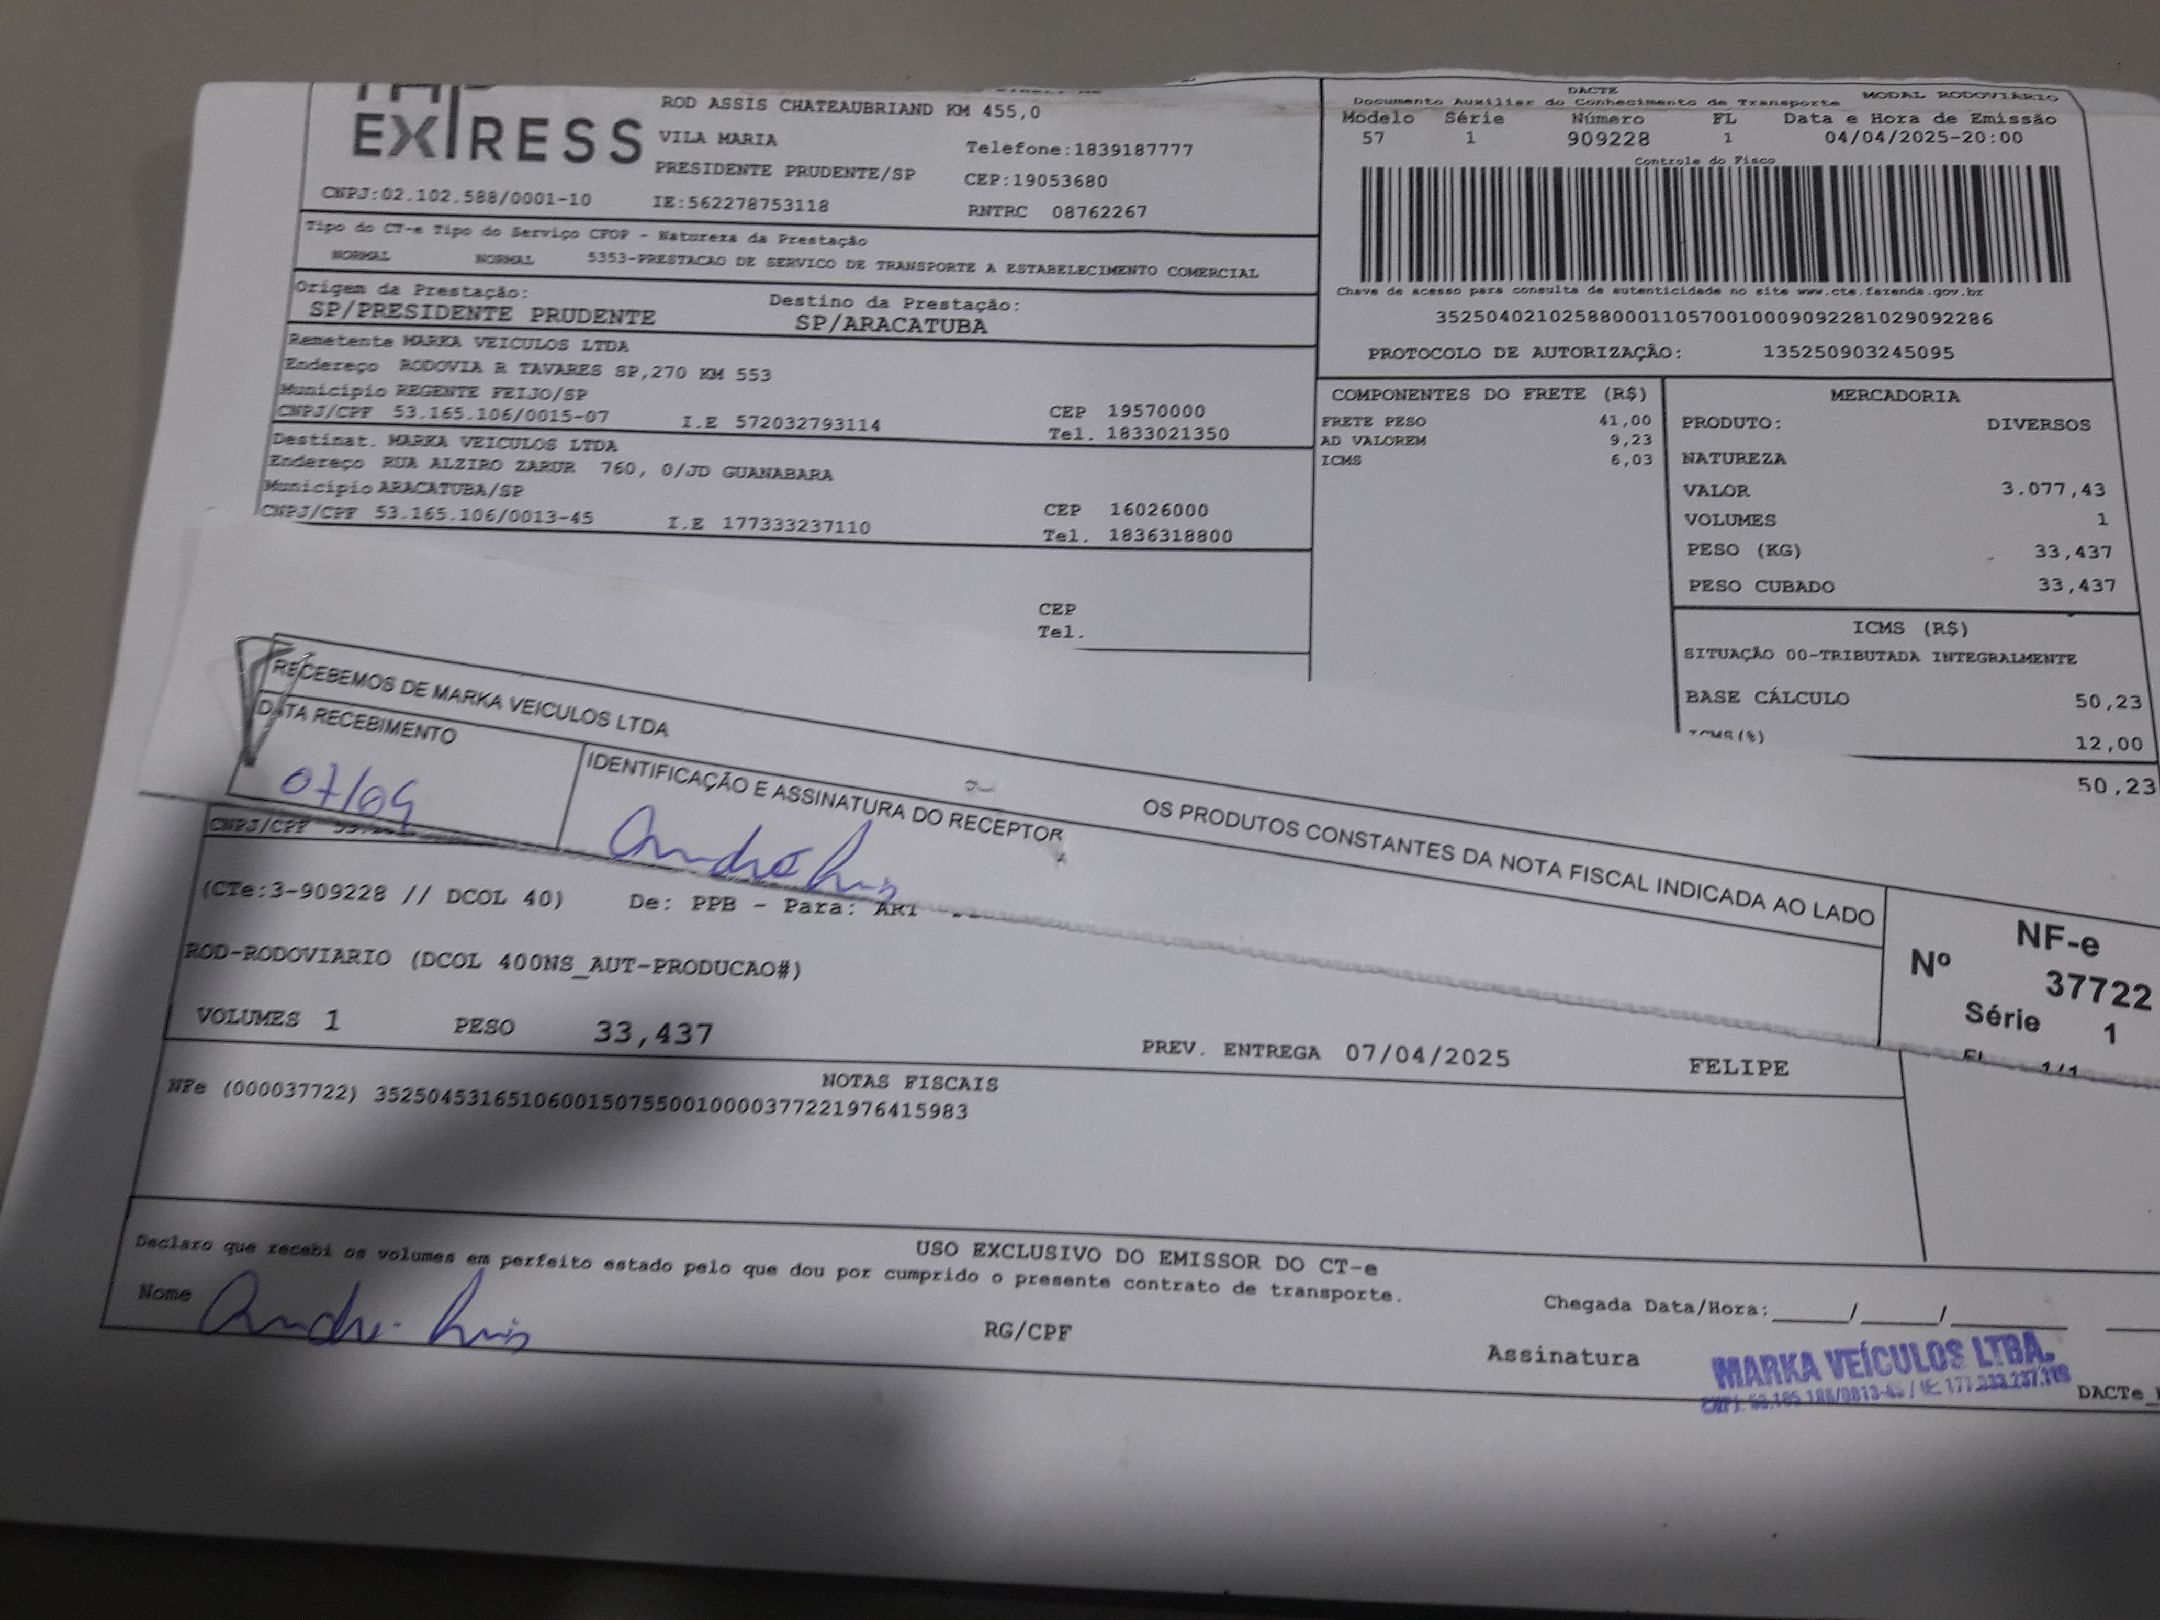 EXPRESS
ROD ASSIS CHATEAUBRIAND KM 455,0
VILA MARIA
Telefone:1839187777
PRESIDENTE PRUDENTE/SP
CEP:19053680
CNPJ:02.102.588/0001-10
IE:562278753118
RNTRC 08762267
DACTE
MODAL RODOVIÁRIO
Documento Auxiliar do Conhecimento de Transporte
Modelo Série Número FL Data e Hora de Emissão
57 1 909228 1 04/04/2025-20:00
Controle do Fisco
Chave de acesso para consulta de autenticidade no site www.cte.fazenda.gov.br
35250402102588000110570010009092281029092286
PROTOCOLO DE AUTORIZAÇÃO: 135250903245095
Tipo do CT-e Tipo do Serviço CFOP - Natureza da Prestação
NORMAL NORMAL 5353-PRESTACAO DE SERVICO DE TRANSPORTE A ESTABELECIMENTO COMERCIAL
Origem da Prestação: Destino da Prestação:
SP/PRESIDENTE PRUDENTE SP/ARACATUBA
Remetente MARKA VEICULOS LTDA
Endereço RODOVIA R TAVARES SP,270 KM 553
Município REGENTE FEIJO/SP
CEP 19570000
CNPJ/CPF 53.165.106/0015-07 I.E 572032793114 Tel. 1833021350
Destinat. MARKA VEICULOS LTDA
Endereço RUA ALZIRO ZARUR 760, 0/JD GUANABARA
Município ARACATUBA/SP
CEP 16026000
CNPJ/CPF 53.165.106/0013-45 I.E 177333237110 Tel. 1836318800
CEP
Tel.
COMPONENTES DO FRETE (R$)
FRETE PESO 41,00
AD VALOREM 9,23
ICMS 6,03
MERCADORIA
PRODUTO: DIVERSOS
NATUREZA
VALOR 3.077,43
VOLUMES 1
PESO (KG) 33,437
PESO CUBADO 33,437
ICMS (R$)
SITUAÇÃO 00-TRIBUTADA INTEGRALMENTE
BASE CÁLCULO 50,23
ICMS(%) 12,00
50,23
RECEBEMOS DE MARKA VEICULOS LTDA
OS PRODUTOS CONSTANTES DA NOTA FISCAL INDICADA AO LADO
DATA RECEBIMENTO
07/04
IDENTIFICAÇÃO E ASSINATURA DO RECEPTOR
André Luis
NF-e
Nº 37722
Série 1
FL 1/1
CNPJ/CPF
(CTe:3-909228 // DCOL 40) De: PPB - Para: ART
ROD-RODOVIARIO (DCOL 400NS_AUT-PRODUCAO#)
VOLUMES 1 PESO 33,437 PREV. ENTREGA 07/04/2025 FELIPE
NOTAS FISCAIS
NFe (000037722) 35250453165106001507550010000377221976415983
USO EXCLUSIVO DO EMISSOR DO CT-e
Declaro que recebi os volumes em perfeito estado pelo que dou por cumprido o presente contrato de transporte.
Nome André Luis
RG/CPF
Chegada Data/Hora:____/____/____
Assinatura
MARKA VEÍCULOS LTDA.
DACTe_